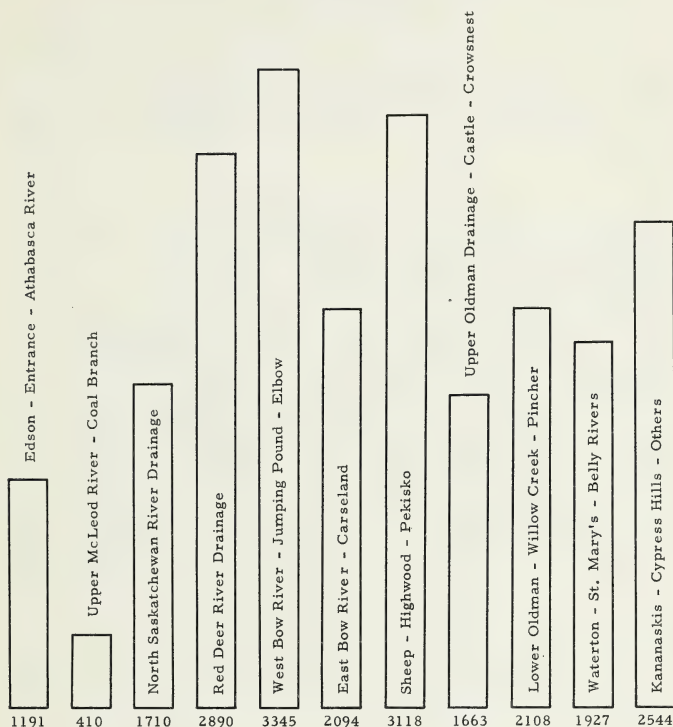 Edson - Entrance - Athabasca River
Upper McLeod River - Coal Branch
North Saskatchewan River Drainage
Red Deer River Drainage
West Bow River - Jumping Pound - Elbow
East Bow River - Carseland
Sheep - Highwood - Pekisko
Upper Oldman Drainage - Castle - Crowsnest
Lower Oldman - Willow Creek - Pincher
Waterton - St. Mary's - Belly Rivers
Kananaskis - Cypress Hills - Others
1191 410 1710 2890 3345 2094 3118 1663 2108 1927 2544